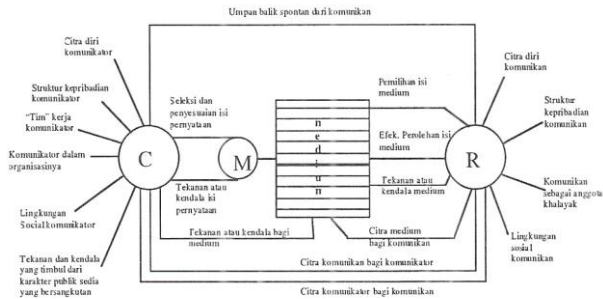 Umpan balik spontan dari komunikan
Citra diri
komunikator
Struktur kepribadian
komunikator
"Tim" kerja
komunikator
Komunikator dalam
organisasinya
Lingkungan
Social komunikator
Tekanan dan kendala
yang timbul dari
karakter publik sedia
yang bersangkutan
C
Seleksi dan
penyesuaian isi
pernyataan
M
Tekanan atau
kendala isi
pernyataan
Tekanan atau kendala bagi
medium
Pemilihan isi
medium
Efek. Perolehan isi
medium
Tekanan atau
kendala medium
Citra medium
bagi komunikan
R
Citra diri
komunikan
Struktur
kepribadian
komunikan
Komunikan
sebagai anggota
khalayak
Lingkungan
sosial
komunikan
Citra komunikan bagi komunikator
Citra komunikator bagi komunikan